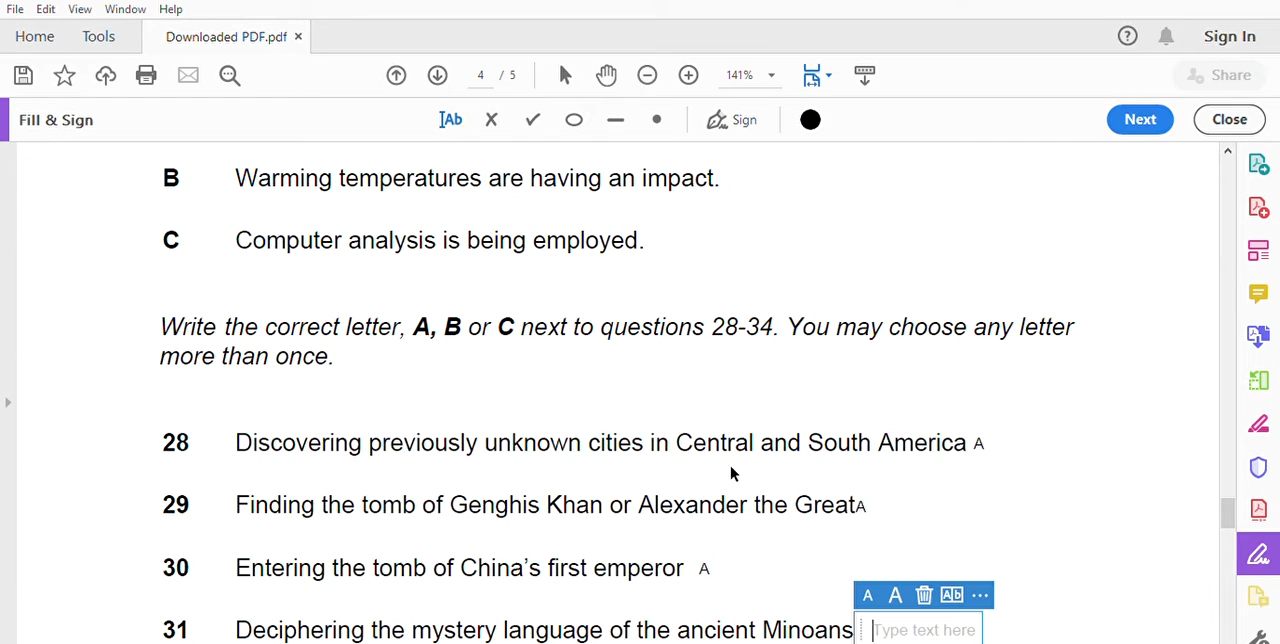 File Edit View Window Help
Home Tools Downloaded PDF.pdf × Sign In
4 / 5 141% Share
Fill & Sign IAb Sign Next Close
B Warming temperatures are having an impact.
C Computer analysis is being employed.
Write the correct letter, A, B or C next to questions 28-34. You may choose any letter
more than once.
28 Discovering previously unknown cities in Central and South America A
29 Finding the tomb of Genghis Khan or Alexander the Great A
30 Entering the tomb of China’s first emperor A
A A Ab ...
31 Deciphering the mystery language of the ancient Minoans Type text here